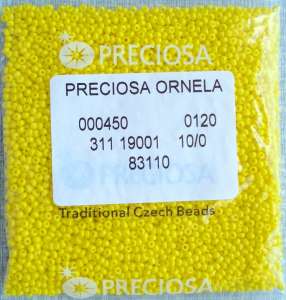 PRECIOSA
PRECIOSA ORNELA
000450 0120
311 19001 10/0
83110
Traditional Czech Beads
PRECIOSA